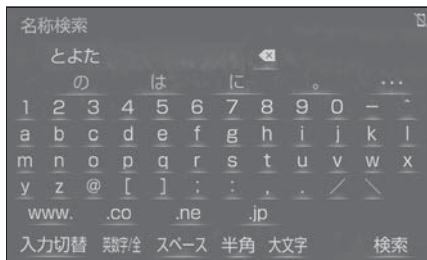 名称検索
とよた
の は に 。 ...
1 2 3 4 5 6 7 8 9 0 - ^
a b c d e f g h i j k l
m n o p q r s t u v w x
y z @ [ ] ; : , . / \
www. .co .ne .jp
入力切替 英数字/全 スペース 半角 大文字 検索